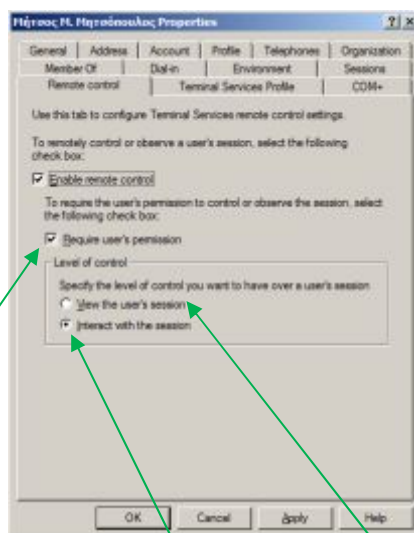 Μήτσος Μ. Μητσόπουλος Properties
General Address Account Profile Telephones Organization
Member Of Dial-in Environment Sessions
Remote control Terminal Services Profile COM+
Use this tab to configure Terminal Services remote control settings.
To remotely control or observe a user's session, select the following
check box:
Enable remote control
To require the user's permission to control or observe the session, select
the following check box:
Require user's permission
Level of control
Specify the level of control you want to have over a user's session
View the user's session
Interact with the session
OK Cancel Apply Help